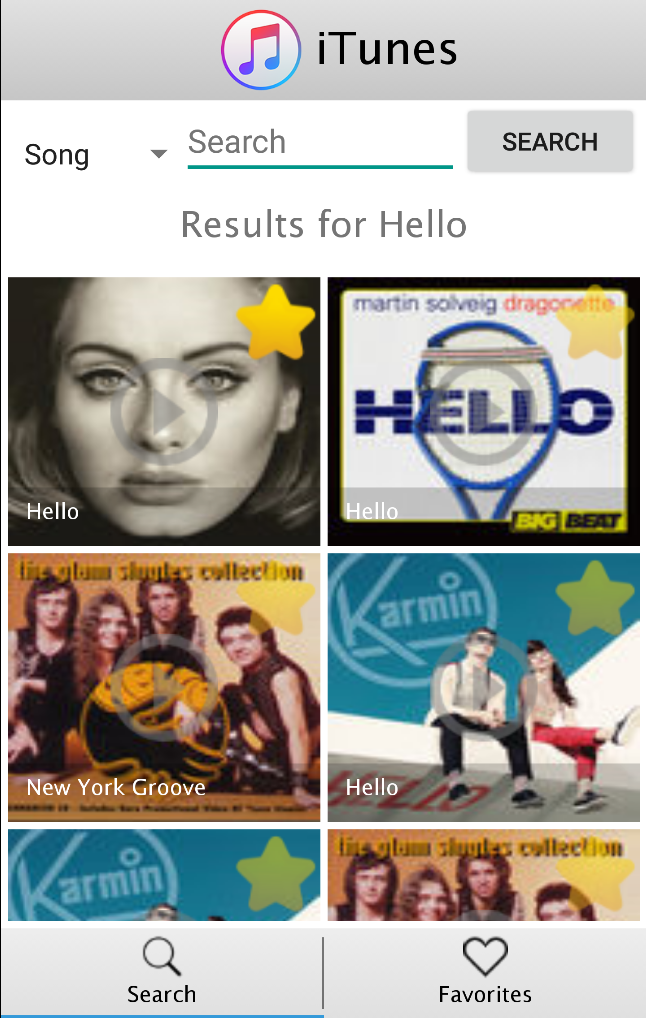 iTunes
Song
Search
SEARCH
Results for Hello
Hello
martin solveig dragonette
HELLO
BIG BEAT
Hello
the glam singles collection
New York Groove
Karmin
HELLO
Hello
Karmin
the glam singles collection
Search
Favorites